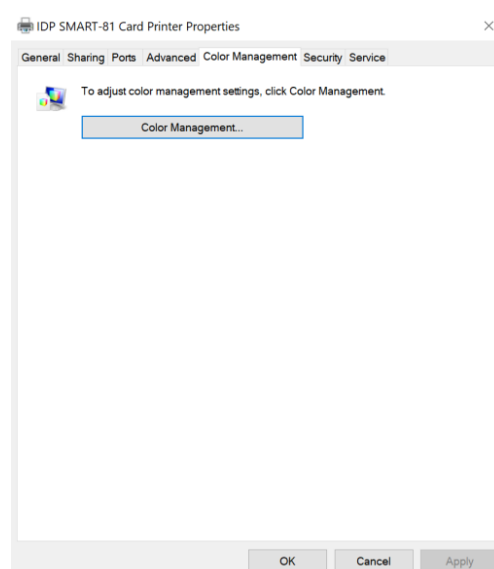 IDP SMART-81 Card Printer Properties
General Sharing Ports Advanced Color Management Security Service
To adjust color management settings, click Color Management.
Color Management...
OK Cancel Apply